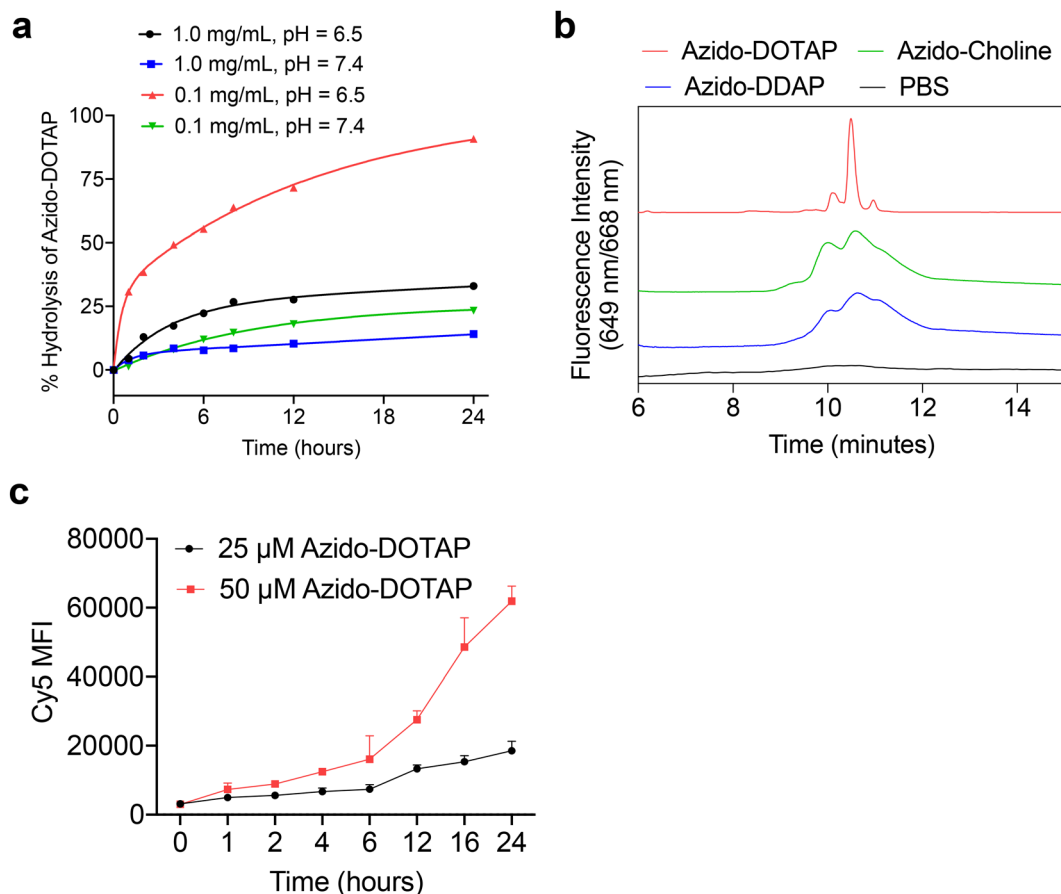 a
1.0 mg/mL, pH = 6.5
1.0 mg/mL, pH = 7.4
0.1 mg/mL, pH = 6.5
0.1 mg/mL, pH = 7.4
% Hydrolysis of Azido-DOTAP
100
75
50
25
0
0 6 12 18 24
Time (hours)
b
Azido-DOTAP Azido-Choline
Azido-DDAP PBS
Fluorescence Intensity
(649 nm/668 nm)
6 8 10 12 14
Time (minutes)
c
25 µM Azido-DOTAP
50 µM Azido-DOTAP
Cy5 MFI
80000
60000
40000
20000
0
0 1 2 4 6 12 16 24
Time (hours)